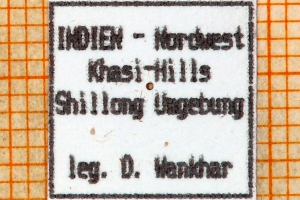 INDIEN - Nordwest
Khasi-Hills
Shillong Umgebung
leg. D. Wankhar